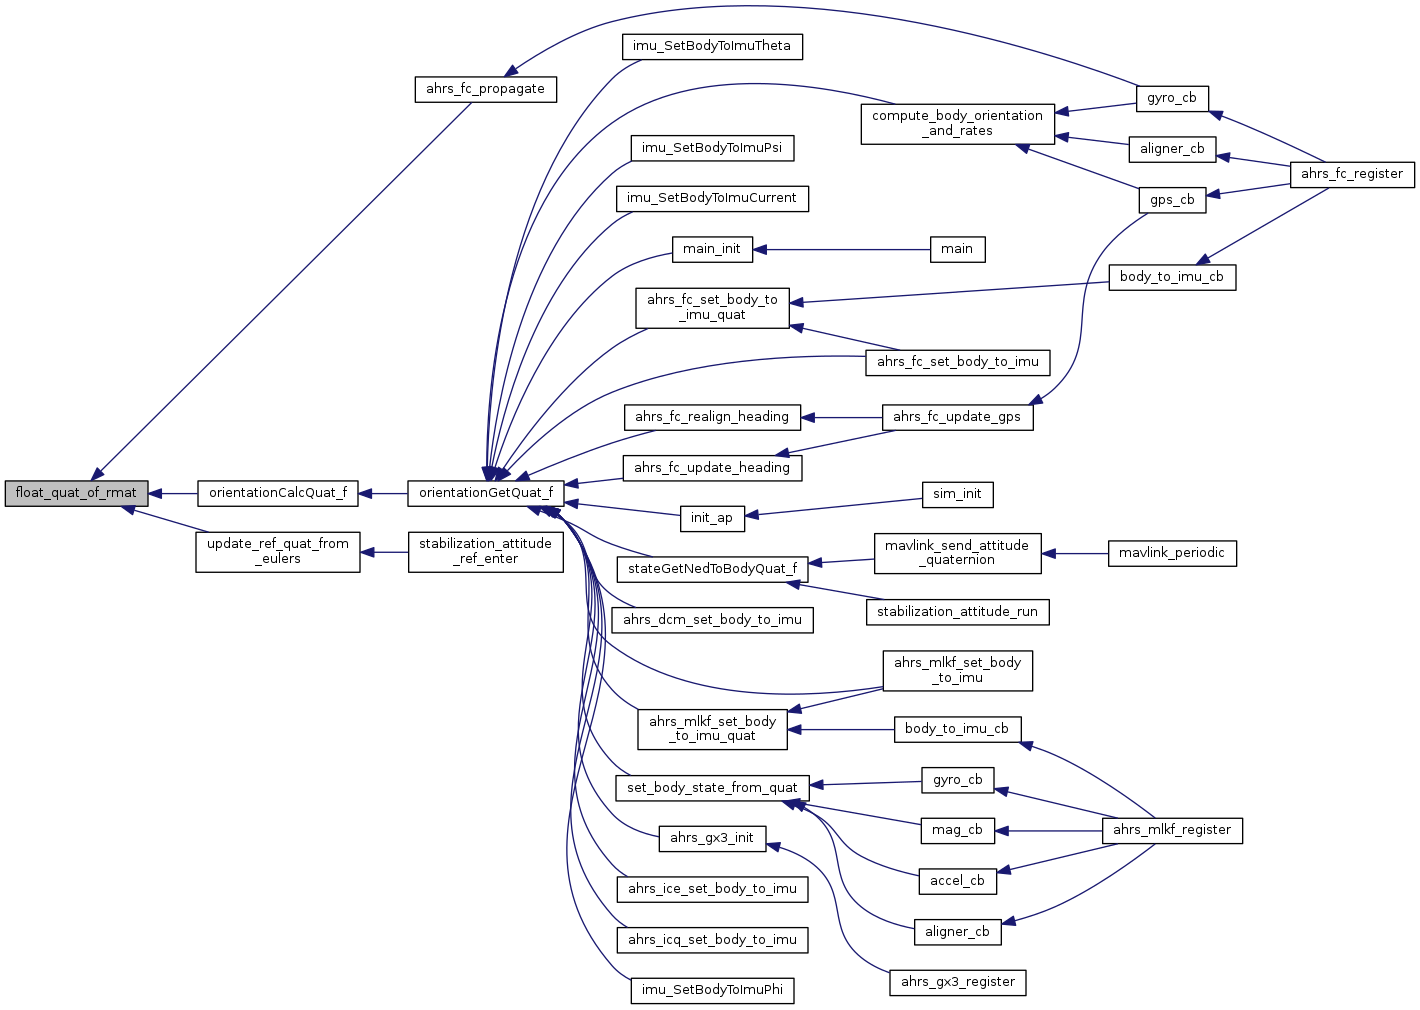 float_quat_of_rmat
ahrs_fc_propagate
orientationCalcQuat_f
update_ref_quat_from
_eulers
orientationGetQuat_f
stabilization_attitude
_ref_enter
imu_SetBodyToImuTheta
compute_body_orientation
_and_rates
imu_SetBodyToImuPsi
imu_SetBodyToImuCurrent
main_init
main
ahrs_fc_set_body_to
_imu_quat
ahrs_fc_set_body_to_imu
ahrs_fc_realign_heading
ahrs_fc_update_gps
ahrs_fc_update_heading
init_ap
sim_init
stateGetNedToBodyQuat_f
mavlink_send_attitude
_quaternion
mavlink_periodic
stabilization_attitude_run
ahrs_dcm_set_body_to_imu
ahrs_mlkf_set_body
_to_imu
ahrs_mlkf_set_body
_to_imu_quat
body_to_imu_cb
set_body_state_from_quat
gyro_cb
mag_cb
accel_cb
aligner_cb
ahrs_mlkf_register
ahrs_gx3_init
ahrs_gx3_register
ahrs_ice_set_body_to_imu
ahrs_icq_set_body_to_imu
imu_SetBodyToImuPhi
gyro_cb
aligner_cb
gps_cb
body_to_imu_cb
ahrs_fc_register